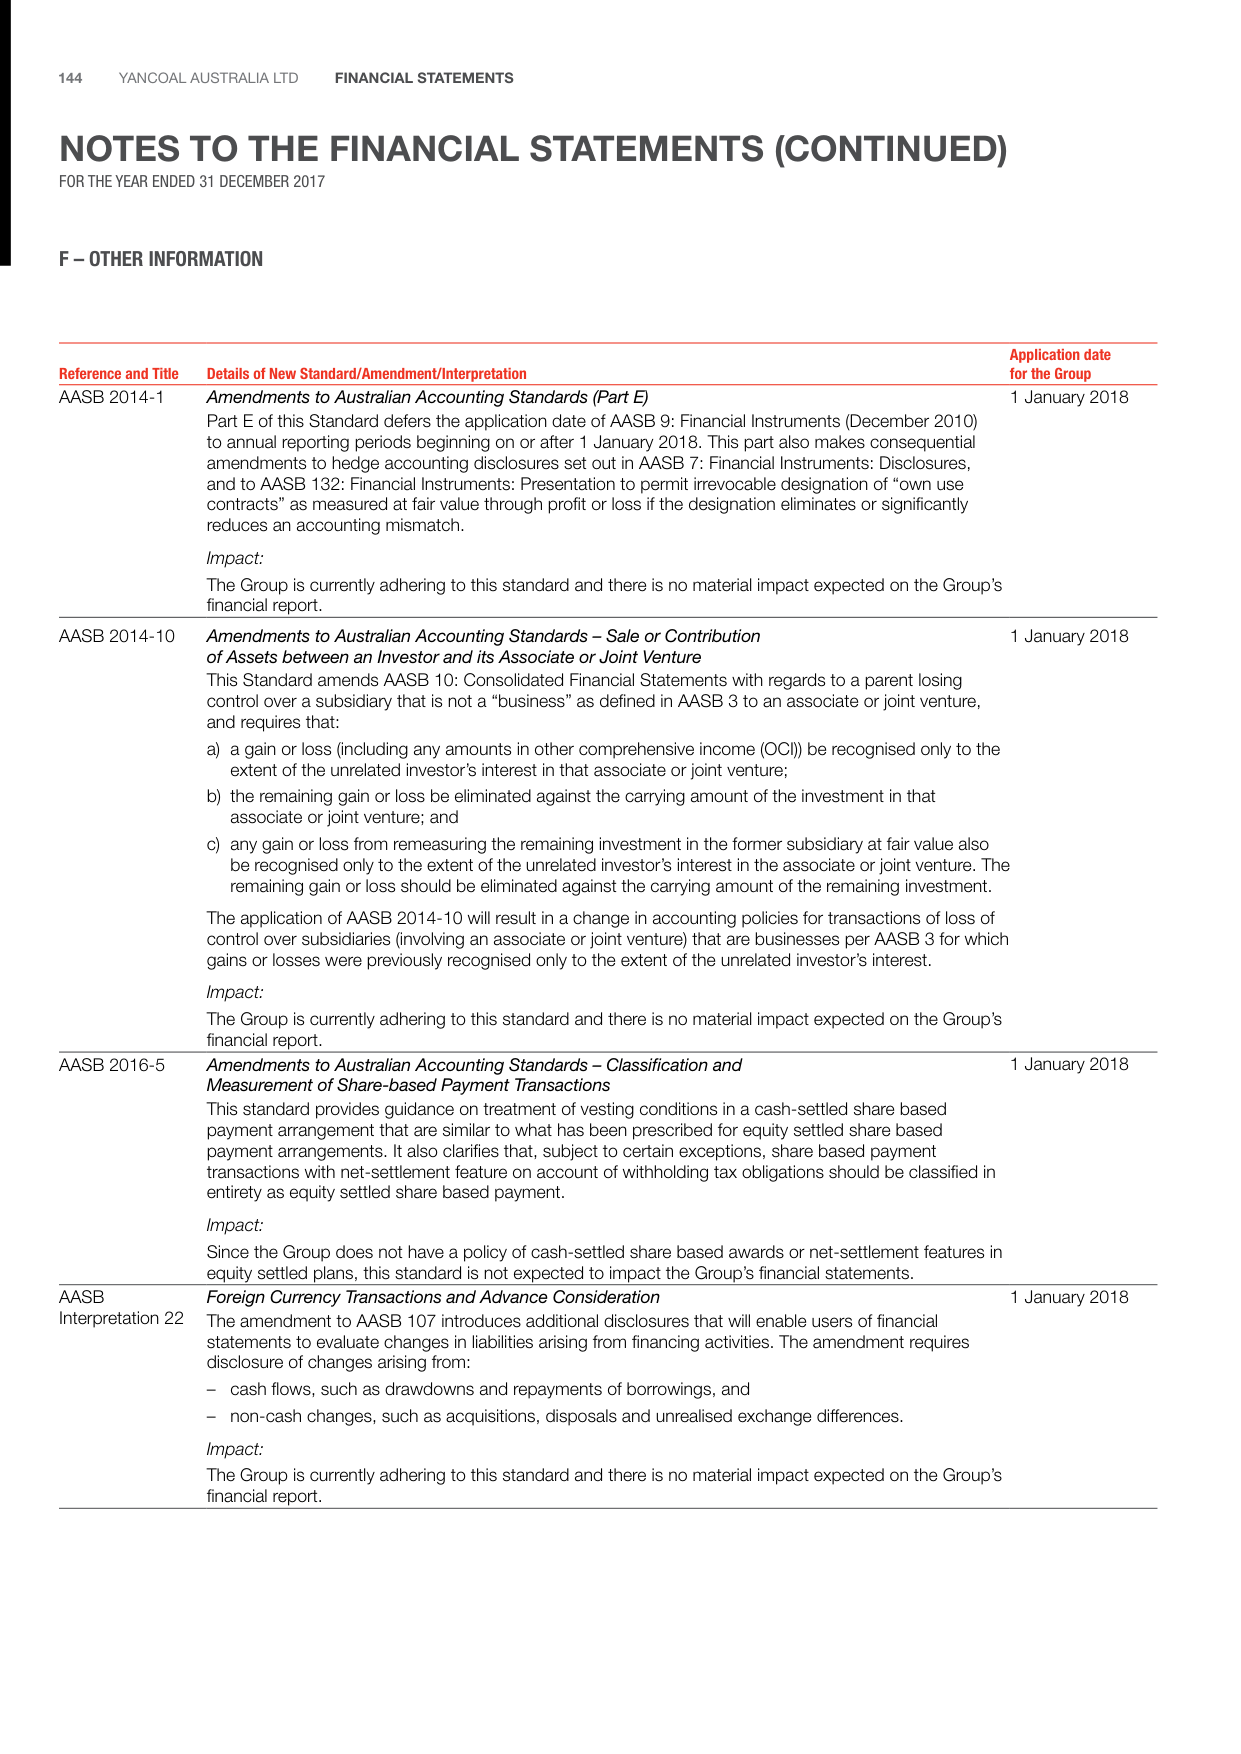 144 YANCOAL AUSTRALIA LTD FINANCIAL STATEMENTS
NOTES TO THE FINANCIAL STATEMENTS (CONTINUED)
FOR THE YEAR ENDED 31 DECEMBER 2017
F – OTHER INFORMATION
Reference and Title Details of New Standard/Amendment/Interpretation Application date
for the Group
AASB 2014-1 Amendments to Australian Accounting Standards (Part E) 1 January 2018
Part E of this Standard defers the application date of AASB 9: Financial Instruments (December 2010)
to annual reporting periods beginning on or after 1 January 2018. This part also makes consequential
amendments to hedge accounting disclosures set out in AASB 7: Financial Instruments: Disclosures,
and to AASB 132: Financial Instruments: Presentation to permit irrevocable designation of “own use
contracts” as measured at fair value through profit or loss if the designation eliminates or significantly
reduces an accounting mismatch.
Impact:
The Group is currently adhering to this standard and there is no material impact expected on the Group’s
financial report.
AASB 2014-10 Amendments to Australian Accounting Standards – Sale or Contribution 1 January 2018
of Assets between an Investor and its Associate or Joint Venture
This Standard amends AASB 10: Consolidated Financial Statements with regards to a parent losing
control over a subsidiary that is not a “business” as defined in AASB 3 to an associate or joint venture,
and requires that:
a) a gain or loss (including any amounts in other comprehensive income (OCI)) be recognised only to the
extent of the unrelated investor’s interest in that associate or joint venture;
b) the remaining gain or loss be eliminated against the carrying amount of the investment in that
associate or joint venture; and
c) any gain or loss from remeasuring the remaining investment in the former subsidiary at fair value also
be recognised only to the extent of the unrelated investor’s interest in the associate or joint venture. The
remaining gain or loss should be eliminated against the carrying amount of the remaining investment.
The application of AASB 2014-10 will result in a change in accounting policies for transactions of loss of
control over subsidiaries (involving an associate or joint venture) that are businesses per AASB 3 for which
gains or losses were previously recognised only to the extent of the unrelated investor’s interest.
Impact:
The Group is currently adhering to this standard and there is no material impact expected on the Group’s
financial report.
AASB 2016-5 Amendments to Australian Accounting Standards – Classification and 1 January 2018
Measurement of Share-based Payment Transactions
This standard provides guidance on treatment of vesting conditions in a cash-settled share based
payment arrangement that are similar to what has been prescribed for equity settled share based
payment arrangements. It also clarifies that, subject to certain exceptions, share based payment
transactions with net-settlement feature on account of withholding tax obligations should be classified in
entirety as equity settled share based payment.
Impact:
Since the Group does not have a policy of cash-settled share based awards or net-settlement features in
equity settled plans, this standard is not expected to impact the Group’s financial statements.
AASB Foreign Currency Transactions and Advance Consideration 1 January 2018
Interpretation 22 The amendment to AASB 107 introduces additional disclosures that will enable users of financial
statements to evaluate changes in liabilities arising from financing activities. The amendment requires
disclosure of changes arising from:
– cash flows, such as drawdowns and repayments of borrowings, and
– non-cash changes, such as acquisitions, disposals and unrealised exchange differences.
Impact:
The Group is currently adhering to this standard and there is no material impact expected on the Group’s
financial report.